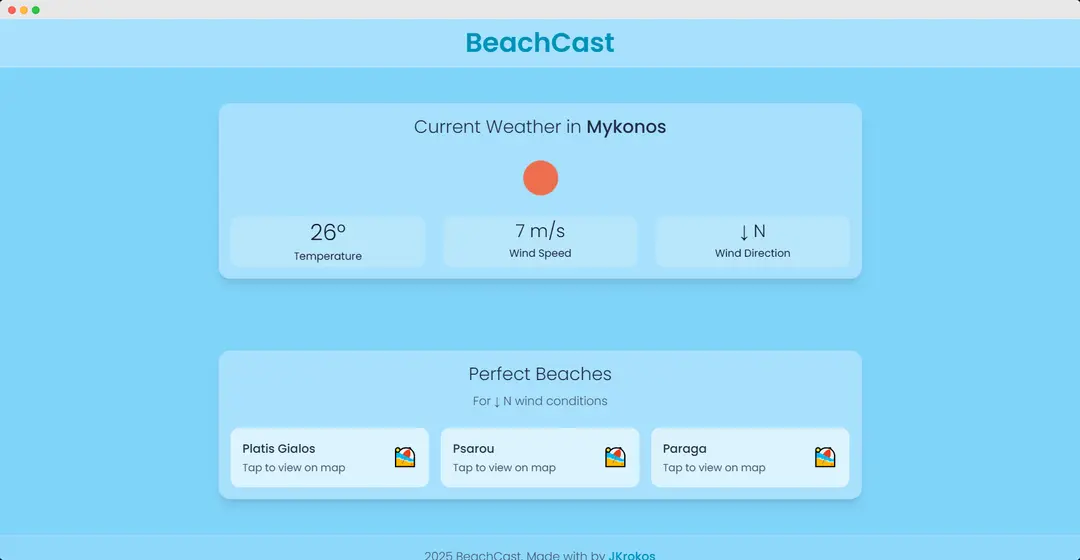 BeachCast
Current Weather in Mykonos
26°
Temperature
7 m/s
Wind Speed
↓ N
Wind Direction
Perfect Beaches
For ↓ N wind conditions
Platis Gialos
Tap to view on map
Psarou
Tap to view on map
Paraga
Tap to view on map
2025 BeachCast. Made with by JKrokos